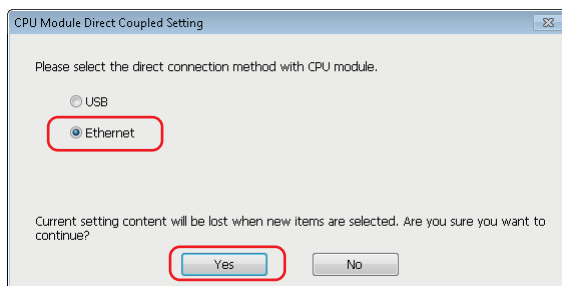 CPU Module Direct Coupled Setting
Please select the direct connection method with CPU module.
USB
Ethernet
Current setting content will be lost when new items are selected. Are you sure you want to
continue?
Yes No